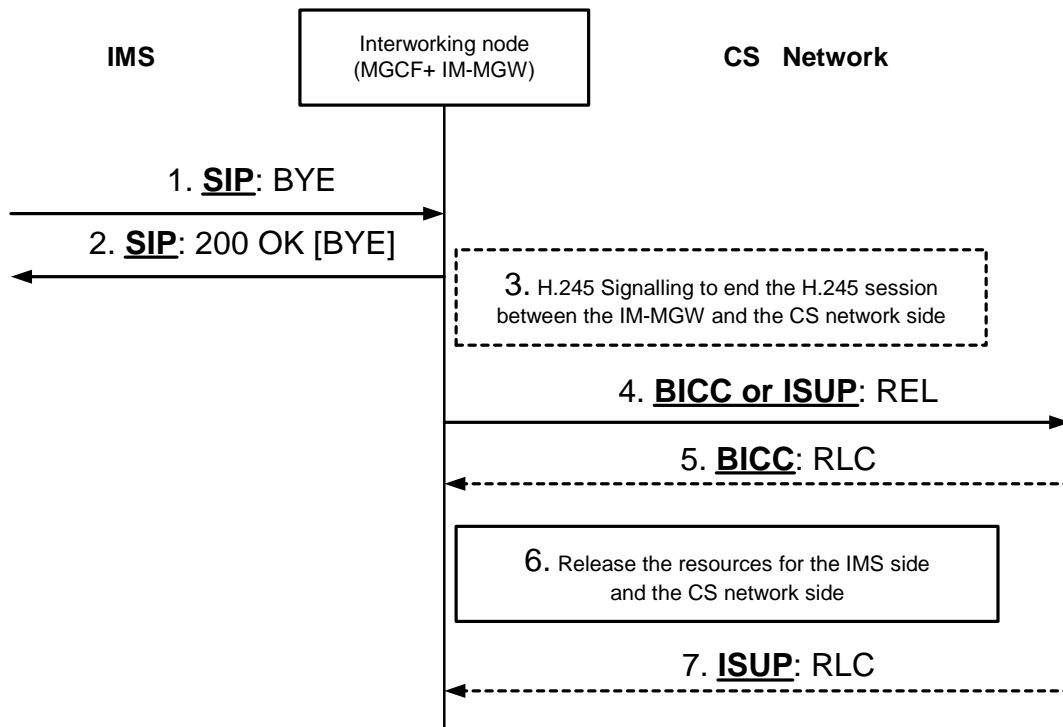 IMS
Interworking node
(MGCF+ IM-MGW)
CS Network
1. SIP: BYE
2. SIP: 200 OK [BYE]
3. H.245 Signalling to end the H.245 session
between the IM-MGW and the CS network side
4. BICC or ISUP: REL
5. BICC: RLC
6. Release the resources for the IMS side
and the CS network side
7. ISUP: RLC